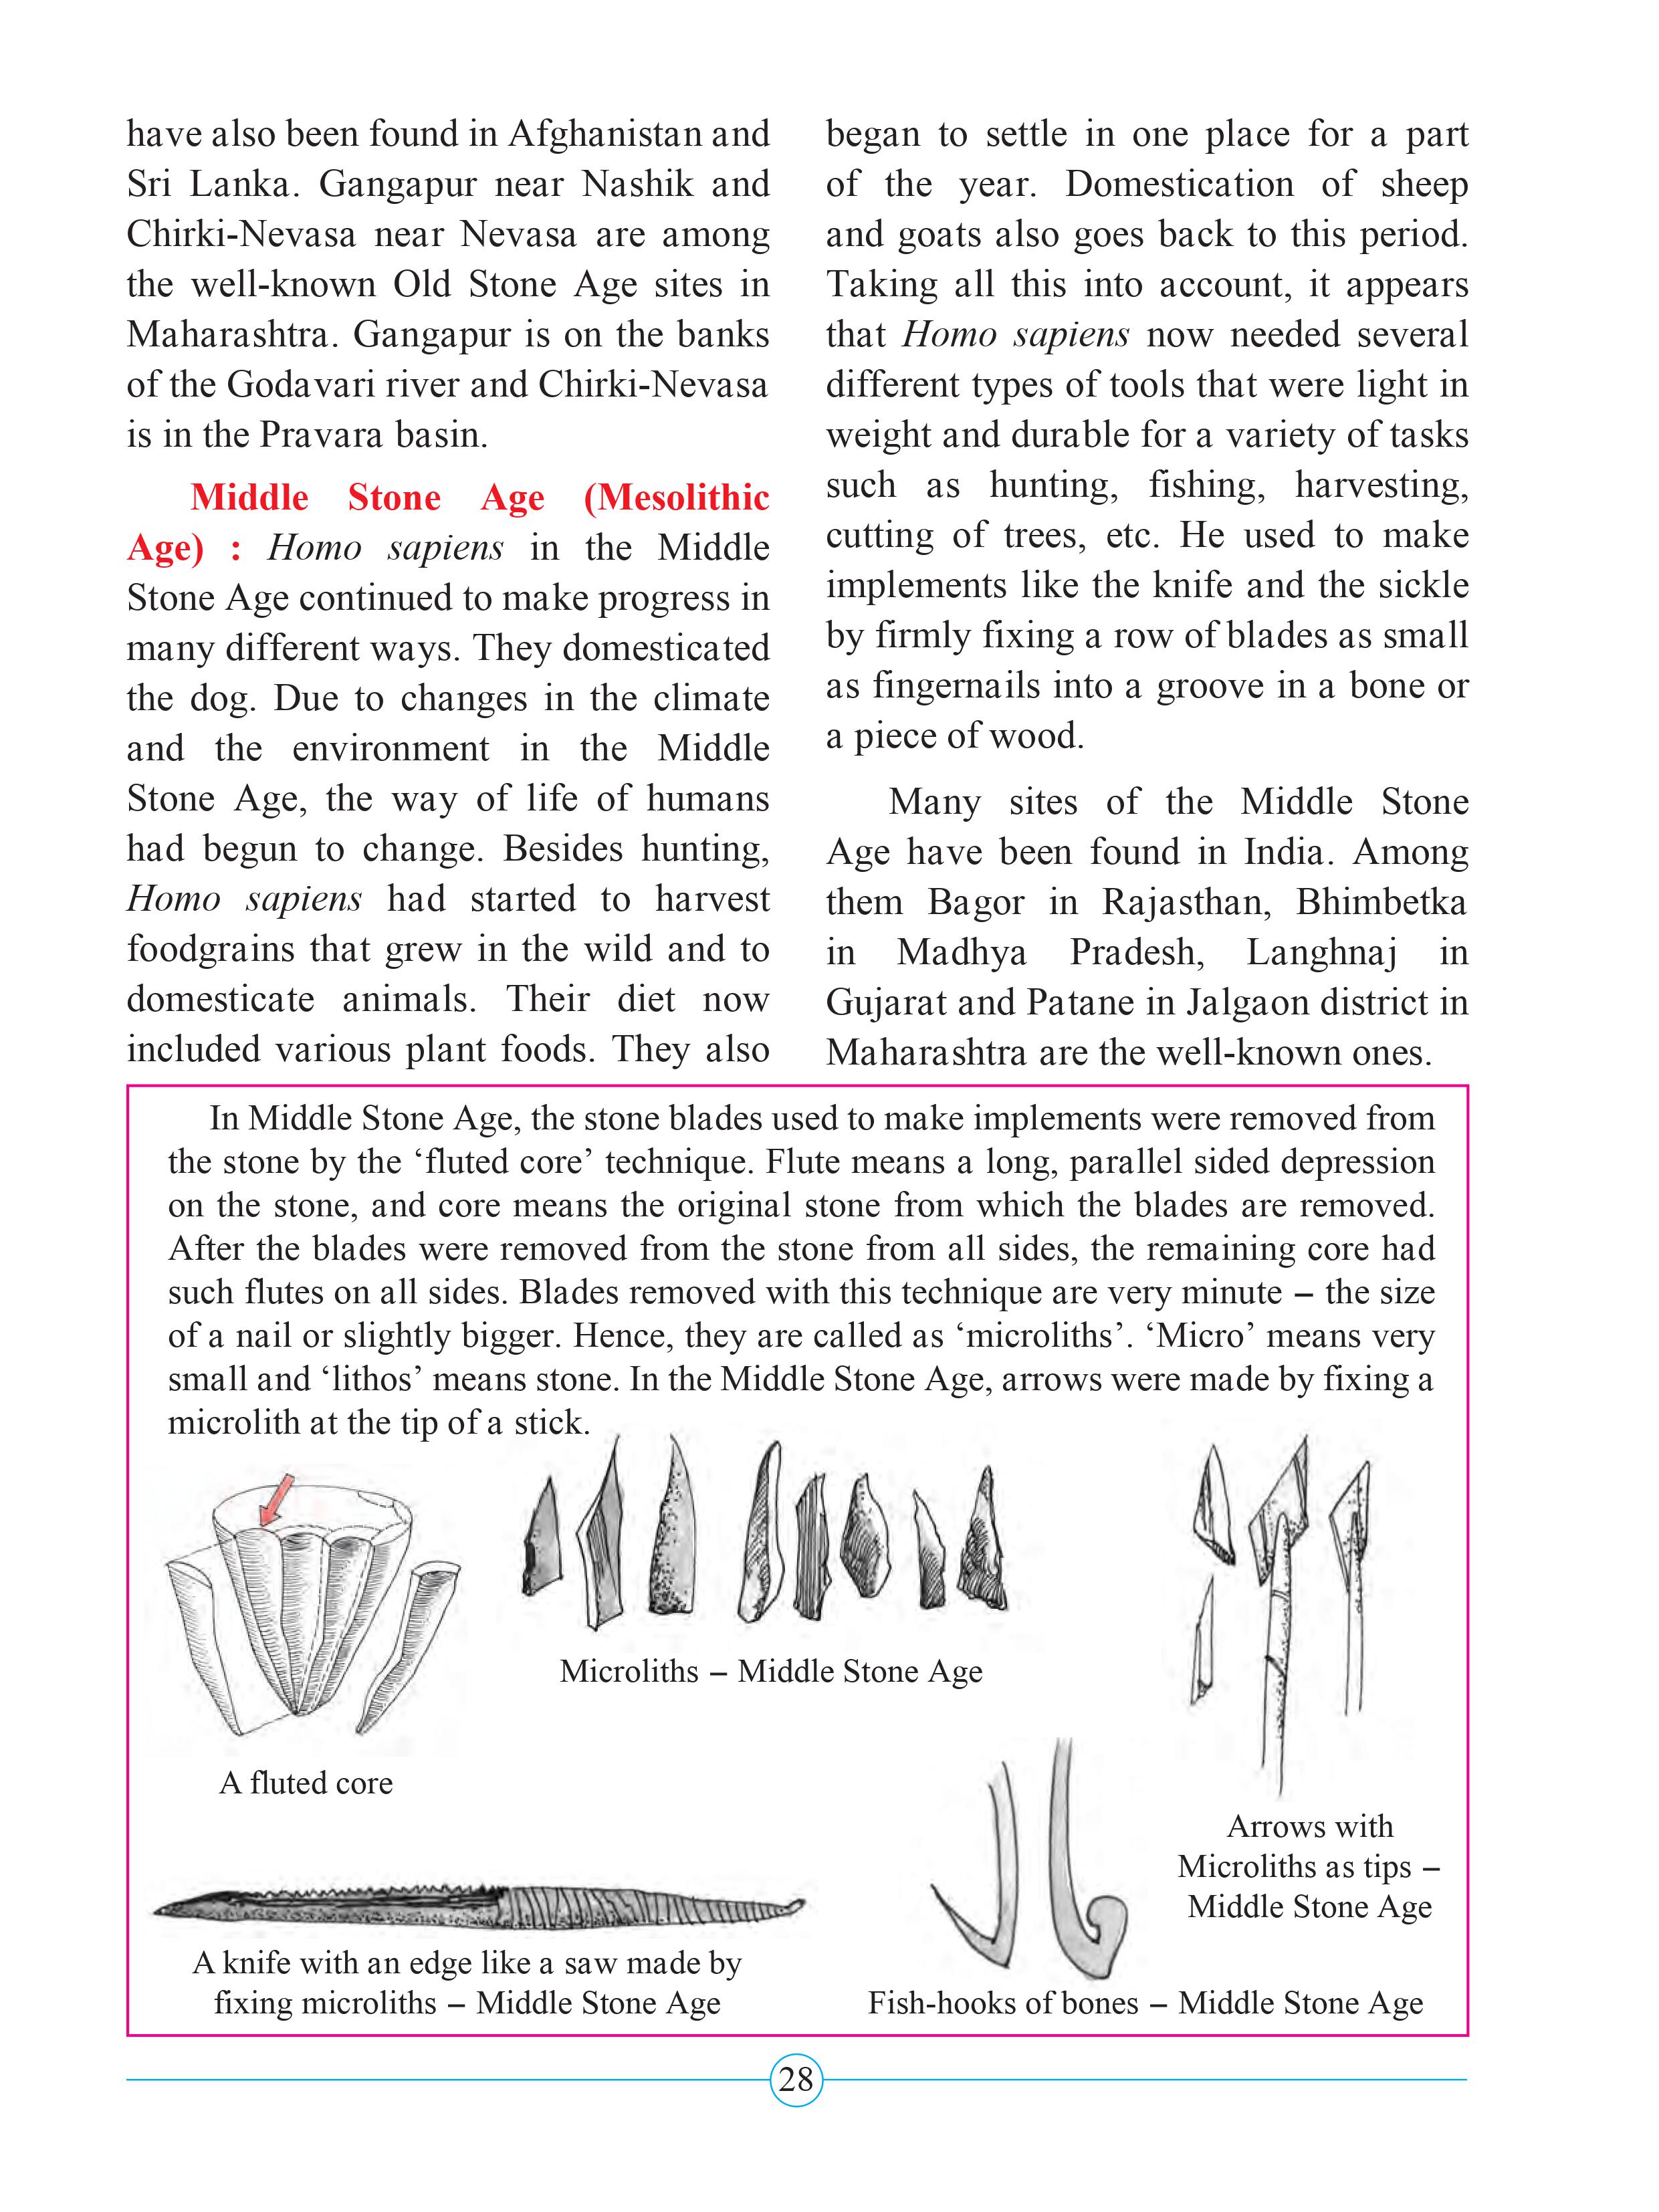 have also been found in Afghanistan and
Sri Lanka. Gangapur near Nashik and
Chirki-Nevasa near Nevasa are among
the well-known Old Stone Age sites in
Maharashtra. Gangapur is on the banks
of the Godavari river and Chirki-Nevasa
is in the Pravara basin.
Middle Stone Age (Mesolithic
Age) : Homo sapiens in the Middle
Stone Age continued to make progress in
many different ways. They domesticated
the dog. Due to changes in the climate
and the environment in the Middle
Stone Age, the way of life of humans
had begun to change. Besides hunting,
Homo sapiens had started to harvest
foodgrains that grew in the wild and to
domesticate animals. Their diet now
included various plant foods. They also
began to settle in one place for a part
of the year. Domestication of sheep
and goats also goes back to this period.
Taking all this into account, it appears
that Homo sapiens now needed several
different types of tools that were light in
weight and durable for a variety of tasks
such as hunting, fishing, harvesting,
cutting of trees, etc. He used to make
implements like the knife and the sickle
by firmly fixing a row of blades as small
as fingernails into a groove in a bone or
a piece of wood.
Many sites of the Middle Stone
Age have been found in India. Among
them Bagor in Rajasthan, Bhimbetka
in Madhya Pradesh, Langhnaj in
Gujarat and Patane in Jalgaon district in
Maharashtra are the well-known ones.
In Middle Stone Age, the stone blades used to make implements were removed from
the stone by the ‘fluted core’ technique. Flute means a long, parallel sided depression
on the stone, and core means the original stone from which the blades are removed.
After the blades were removed from the stone from all sides, the remaining core had
such flutes on all sides. Blades removed with this technique are very minute – the size
of a nail or slightly bigger. Hence, they are called as ‘microliths’. ‘Micro’ means very
small and ‘lithos’ means stone. In the Middle Stone Age, arrows were made by fixing a
microlith at the tip of a stick.
Microliths – Middle Stone Age
A fluted core
Arrows with
Microliths as tips –
Middle Stone Age
A knife with an edge like a saw made by
fixing microliths – Middle Stone Age
Fish-hooks of bones – Middle Stone Age
28